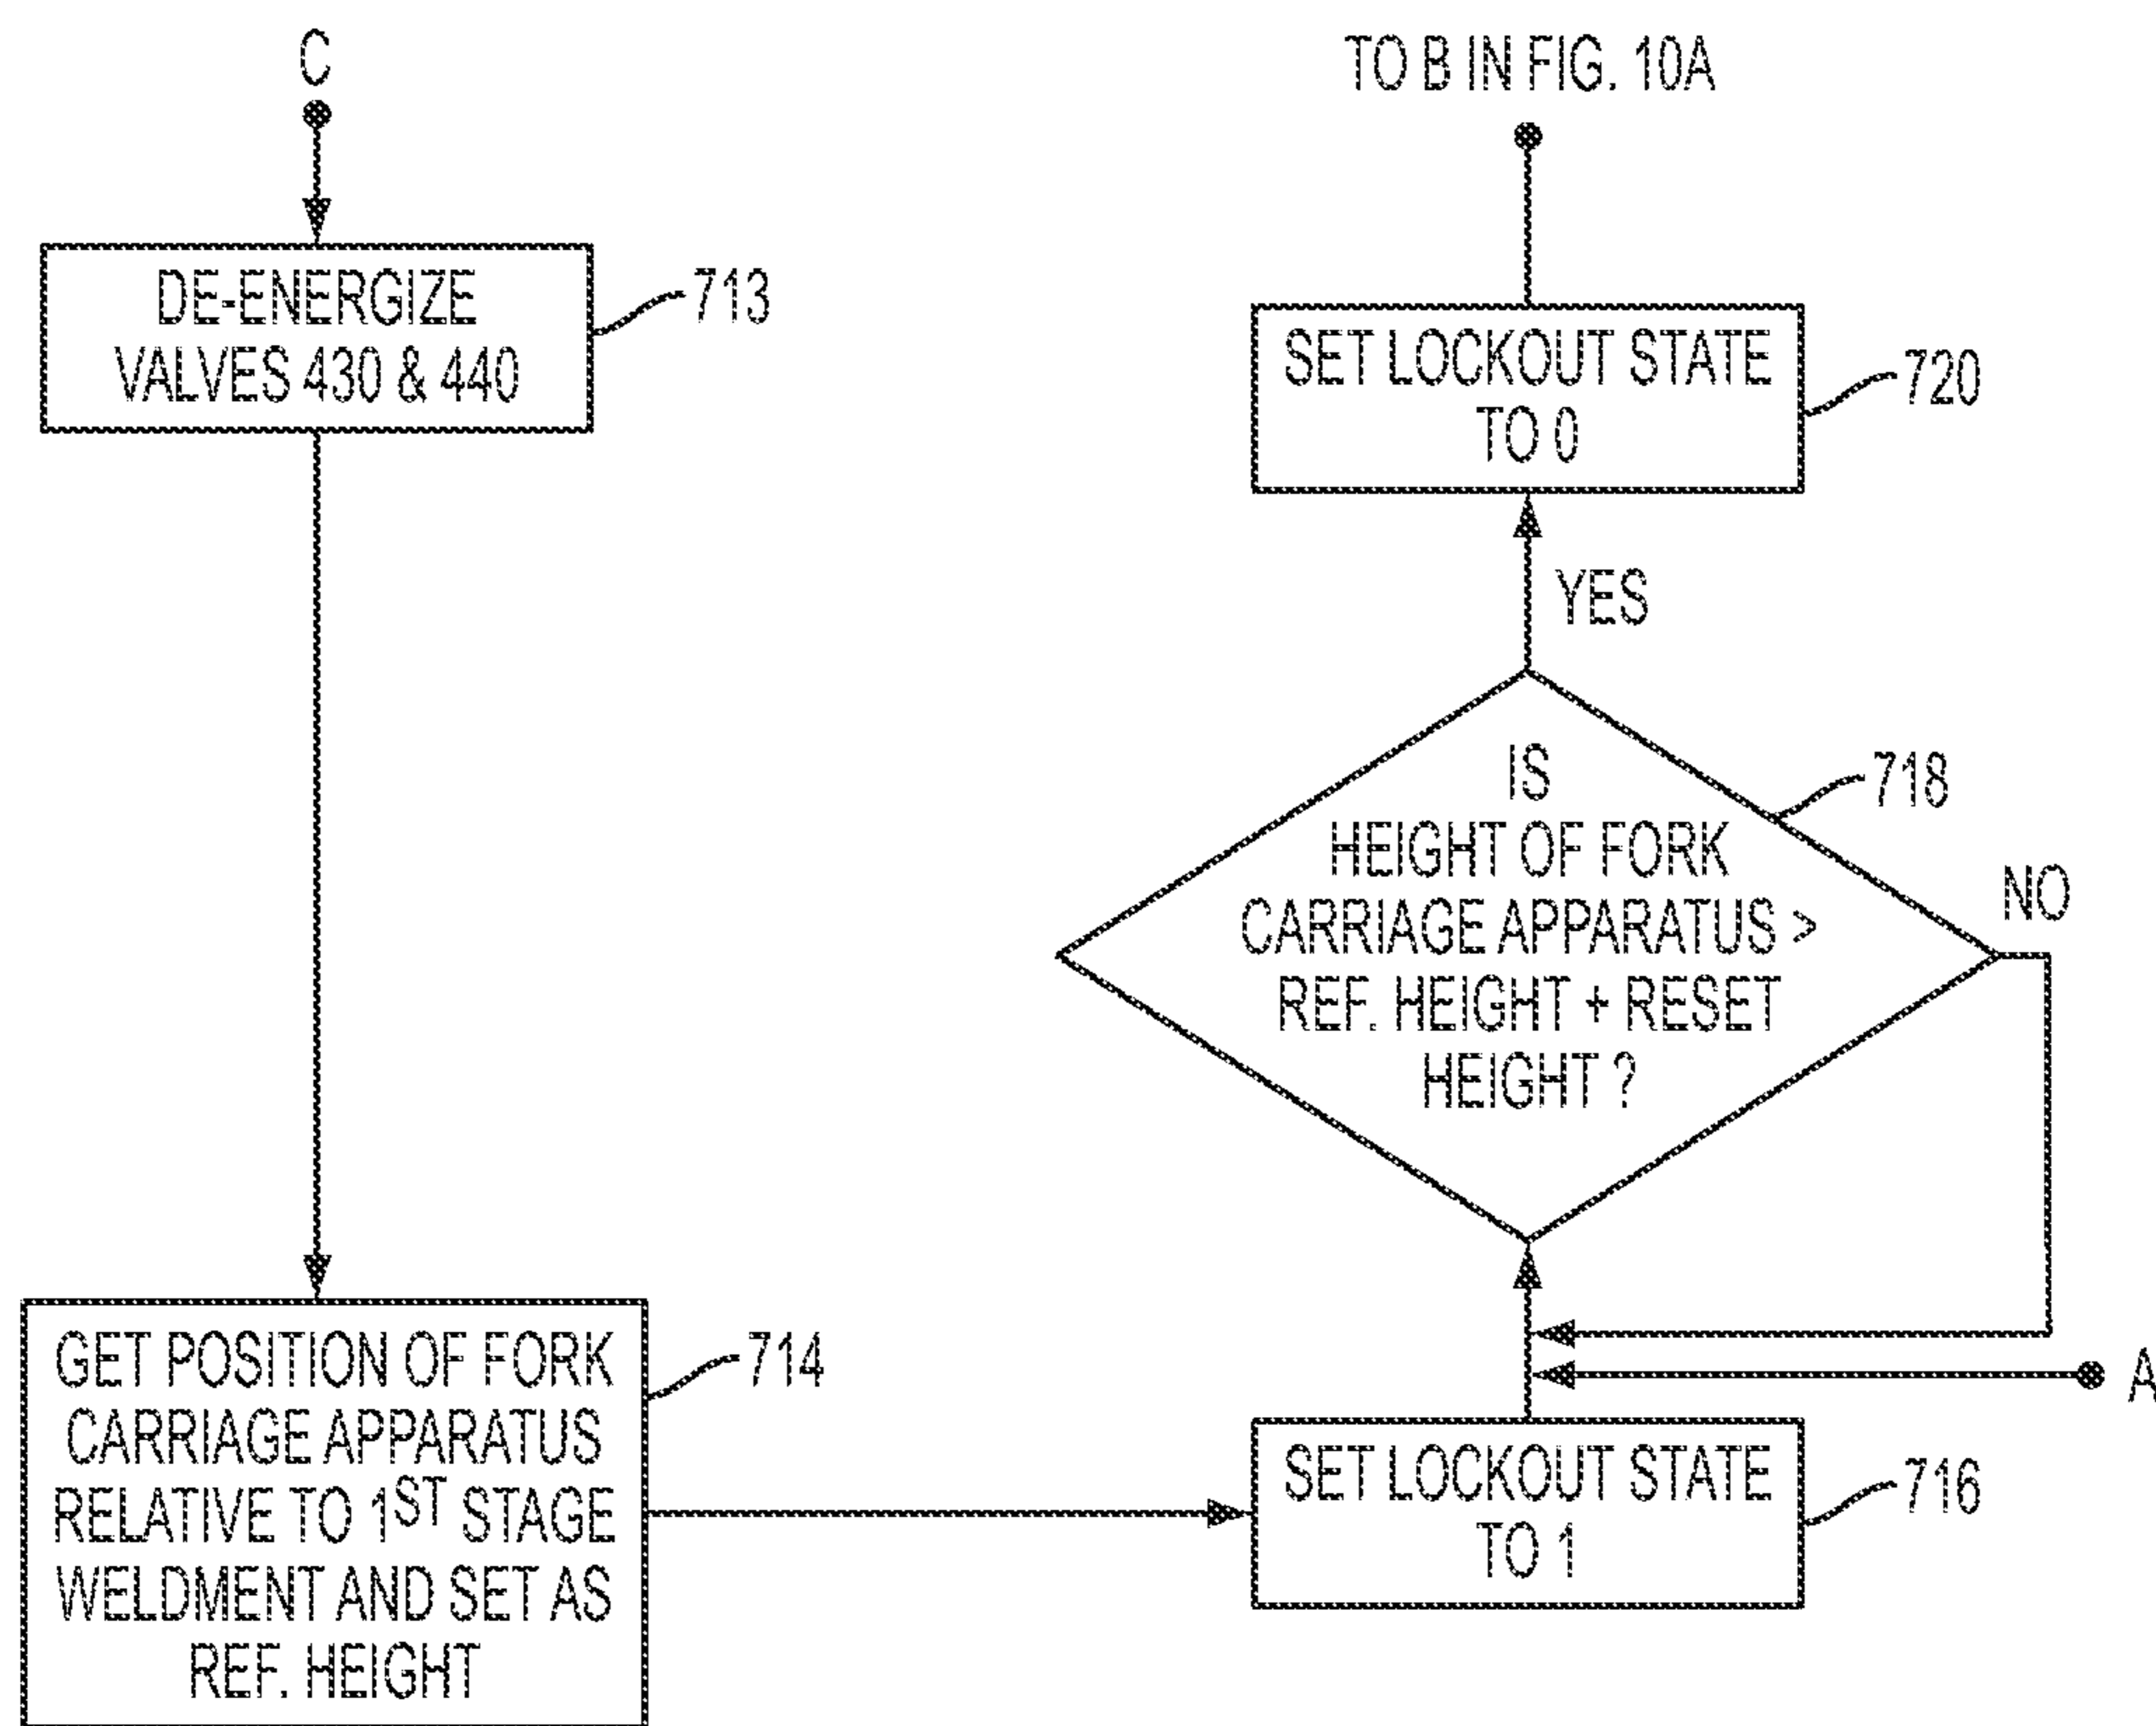 C
DE-ENERGIZE
VALVES 430 & 440
713
GET POSITION OF FORK
CARRIAGE APPARATUS
RELATIVE TO 1ST STAGE
WELDMENT AND SET AS
REF. HEIGHT
714
TO B IN FIG. 10A
SET LOCKOUT STATE
TO 0
720
YES
IS
HEIGHT OF FORK
CARRIAGE APPARATUS >
REF. HEIGHT + RESET
HEIGHT ?
718
NO
A
SET LOCKOUT STATE
TO 1
716